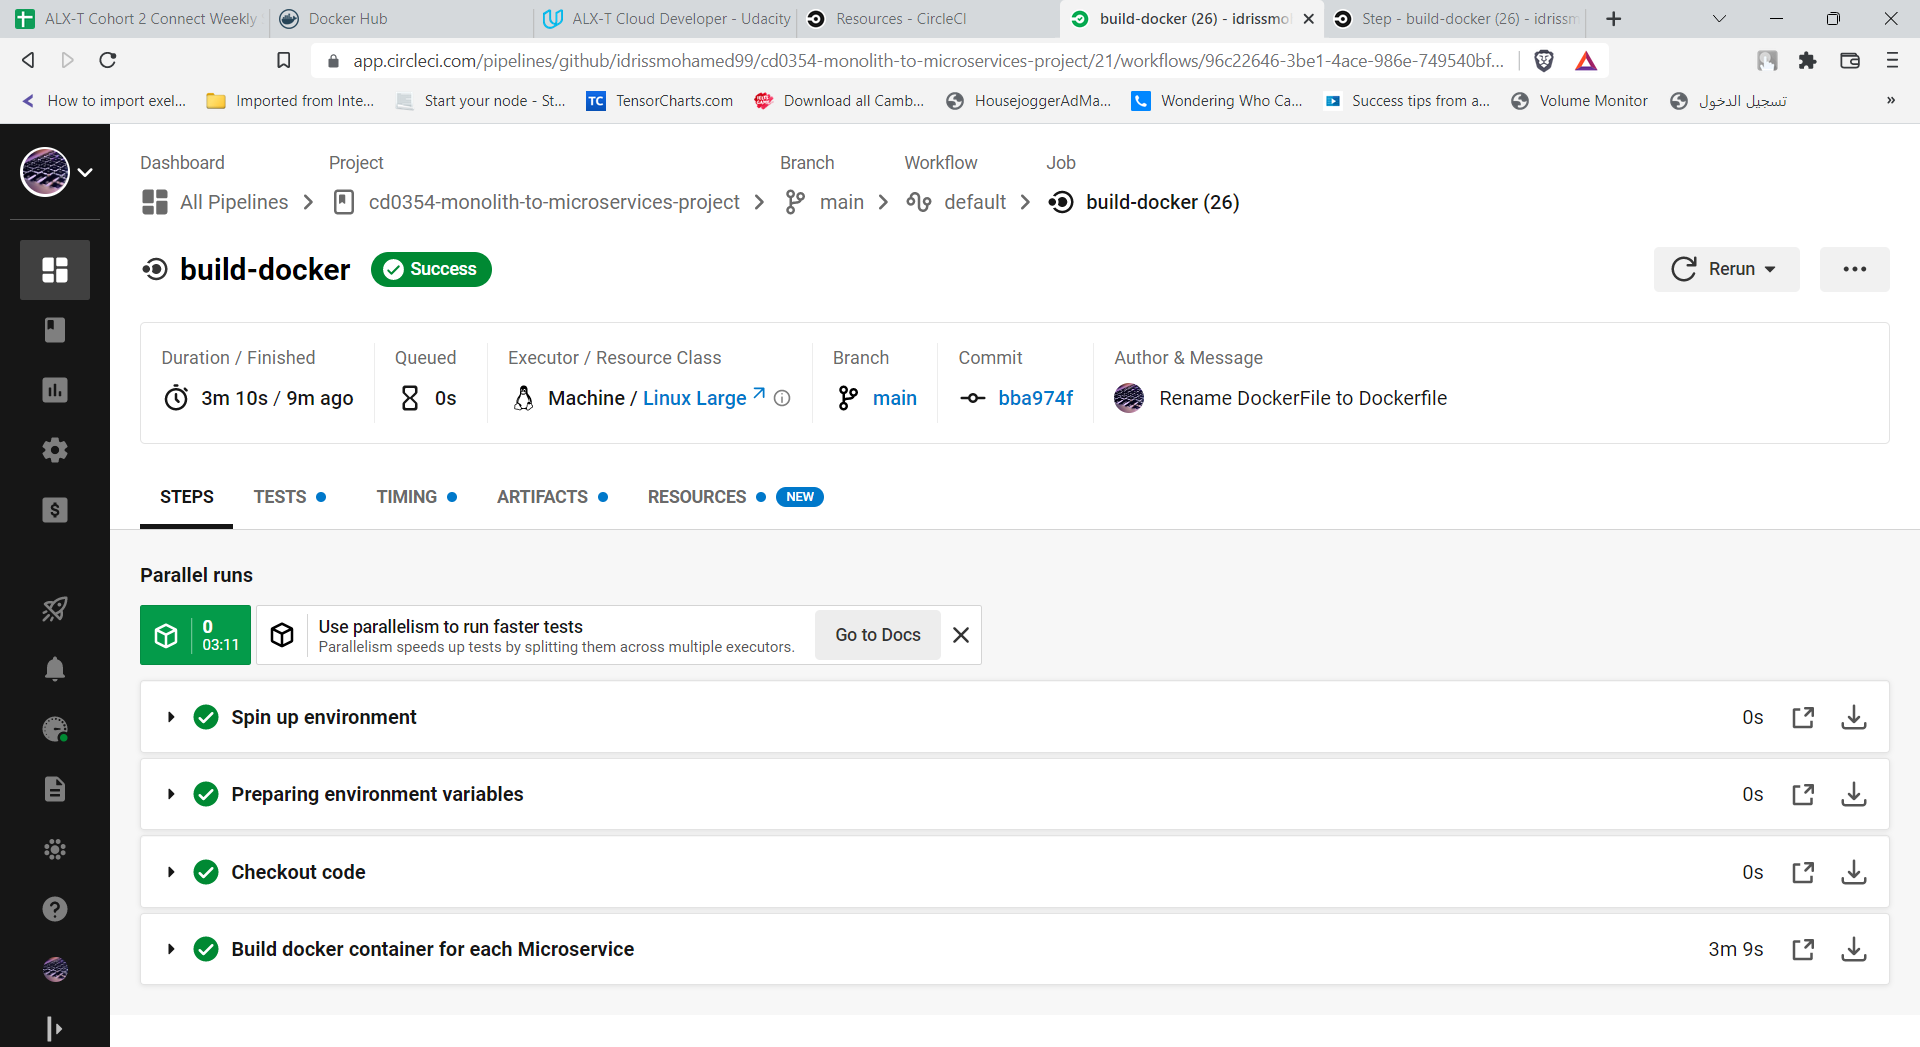 ALX-T Cohort 2 Connect Weekly
Docker Hub
ALX-T Cloud Developer - Udacity
Resources - CircleCI
build-docker (26) - idrissmo
Step - build-docker (26) - idrissm
app.circleci.com/pipelines/github/idrissmohamed99/cd0354-monolith-to-microservices-project/21/workflows/96c22646-3be1-4ace-986e-749540bf...
How to import exel...
Imported from Inte...
Start your node - St...
TC
TensorCharts.com
Download all Camb...
HousejoggerAdMa...
Wondering Who Ca...
Success tips from a...
Volume Monitor
تسجيل الدخول
»
Dashboard
Project
Branch
Workflow
Job
All Pipelines
cd0354-monolith-to-microservices-project
main
default
build-docker (26)
build-docker
Success
Rerun
Duration / Finished
Queued
Executor / Resource Class
Branch
Commit
Author & Message
3m 10s / 9m ago
0s
Machine / Linux Large
main
bba974f
Rename DockerFile to Dockerfile
STEPS
TESTS
TIMING
ARTIFACTS
RESOURCES
NEW
Parallel runs
0
03:11
Use parallelism to run faster tests
Parallelism speeds up tests by splitting them across multiple executors.
Go to Docs
Spin up environment
0s
Preparing environment variables
0s
Checkout code
0s
Build docker container for each Microservice
3m 9s